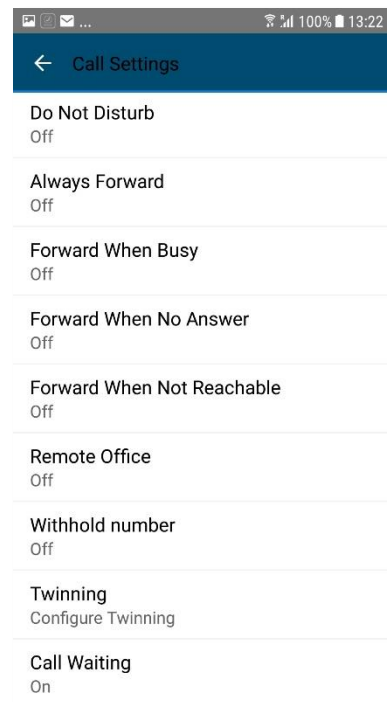 ... 100% 13:22
Call Settings
Do Not Disturb
Off
Always Forward
Off
Forward When Busy
Off
Forward When No Answer
Off
Forward When Not Reachable
Off
Remote Office
Off
Withhold number
Off
Twinning
Configure Twinning
Call Waiting
On